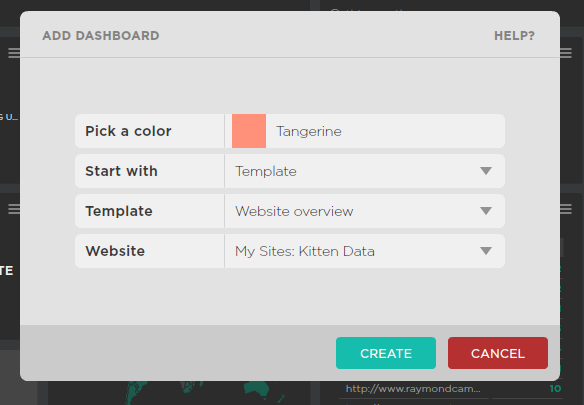 ADD DASHBOARD HELP?
Pick a color Tangerine
Start with Template
Template Website overview
Website My Sites: Kitten Data
CREATE CANCEL
http://www.raymondcam... 10